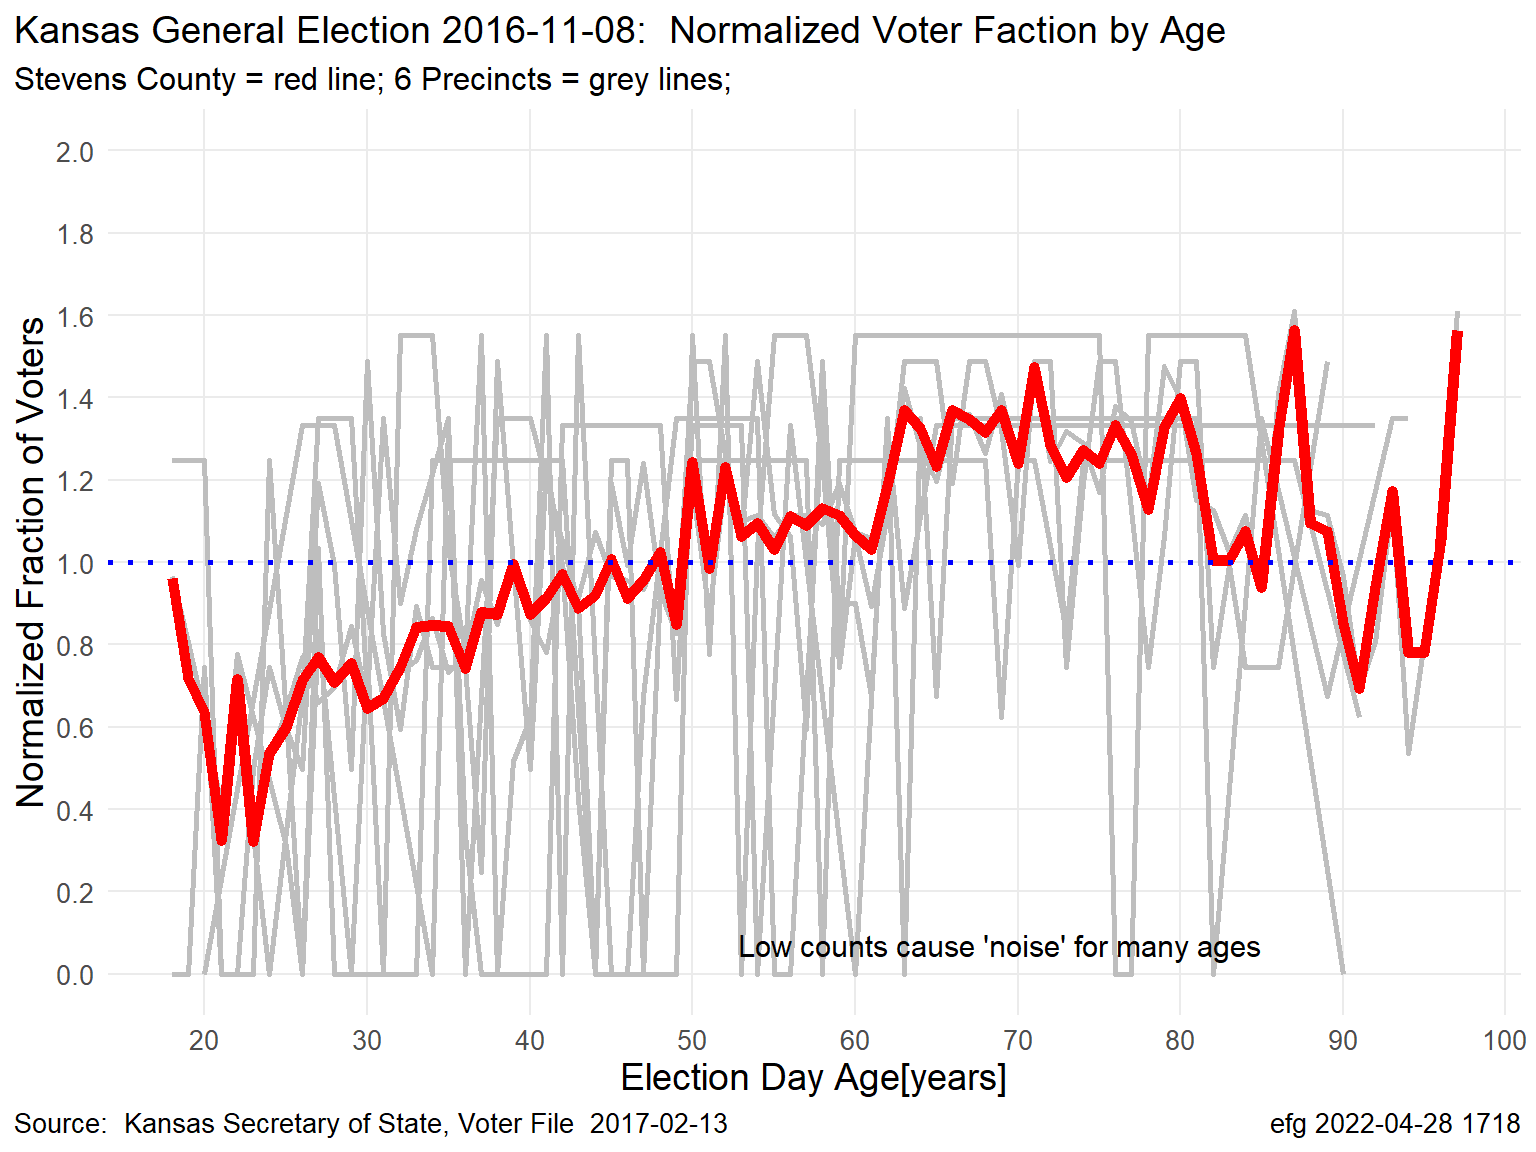 Kansas General Election 2016-11-08:  Normalized Voter Faction by Age
Stevens County = red line; 6 Precincts = grey lines;
Normalized Fraction of Voters
2.0
1.8
1.6
1.4
1.2
1.0
0.8
0.6
0.4
0.2
0.0
Low counts cause 'noise' for many ages
20 30 40 50 60 70 80 90 100
Election Day Age[years]
Source:  Kansas Secretary of State, Voter File  2017-02-13
efg 2022-04-28 1718